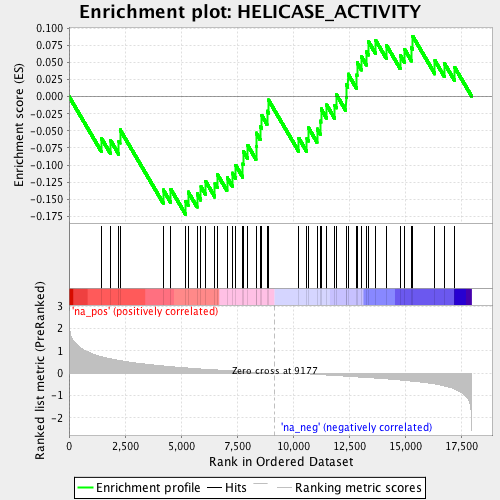 Enrichment plot: HELICASE_ACTIVITY
Enrichment score (ES)
0.100
0.075
0.050
0.025
0.000
-0.025
-0.050
-0.075
-0.100
-0.125
-0.150
-0.175
'na_pos' (positively correlated)
Ranked list metric (PreRanked)
3
2
1
0
-1
-2
Zero cross at 9177
'na_neg' (negatively correlated)
0
2,500
5,000
7,500
10,000
12,500
15,000
17,500
Rank in Ordered Dataset
Enrichment profile
Hits
Ranking metric scores